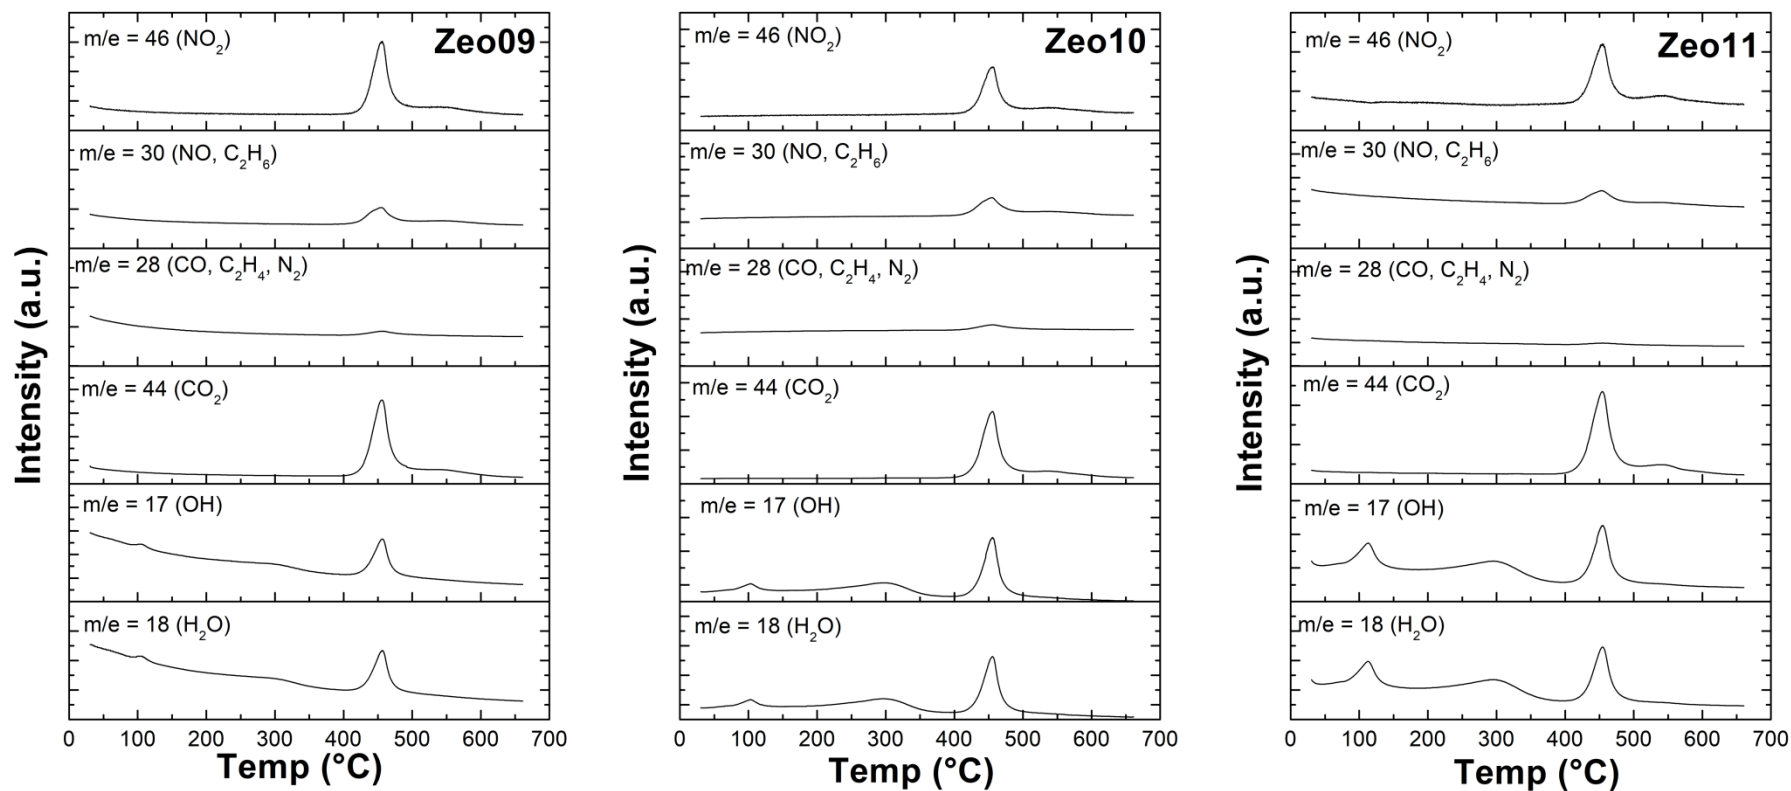 Zeo09
m/e = 46 (NO₂)
m/e = 30 (NO, C₂H₆)
m/e = 28 (CO, C₂H₄, N₂)
m/e = 44 (CO₂)
m/e = 17 (OH)
m/e = 18 (H₂O)
Intensity (a.u.)
0 100 200 300 400 500 600 700
Temp (°C)
Zeo10
m/e = 46 (NO₂)
m/e = 30 (NO, C₂H₆)
m/e = 28 (CO, C₂H₄, N₂)
m/e = 44 (CO₂)
m/e = 17 (OH)
m/e = 18 (H₂O)
Intensity (a.u.)
0 100 200 300 400 500 600 700
Temp (°C)
Zeo11
m/e = 46 (NO₂)
m/e = 30 (NO, C₂H₆)
m/e = 28 (CO, C₂H₄, N₂)
m/e = 44 (CO₂)
m/e = 17 (OH)
m/e = 18 (H₂O)
Intensity (a.u.)
0 100 200 300 400 500 600 700
Temp (°C)